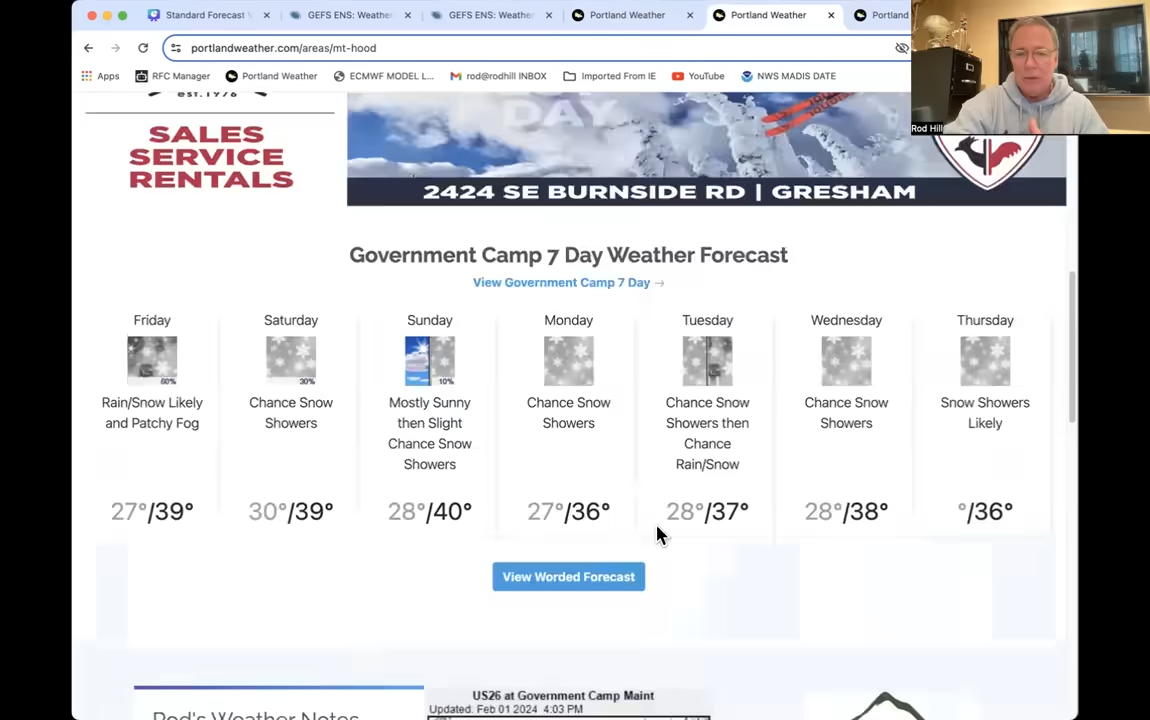 Standard Forecast
GEFS ENS: Weathe
GEFS ENS: Weathe
Portland Weather
Portland Weather
Portland
portlandweather.com/areas/mt-hood
Apps
RFC Manager
Portland Weather
ECMWF MODEL L...
rod@rodhill INBOX
Imported From IE
YouTube
NWS MADIS DATE
Rod Hill
est.1976
SALES
SERVICE
RENTALS
DAY
2424 SE BURNSIDE RD | GRESHAM
Government Camp 7 Day Weather Forecast
View Government Camp 7 Day →
Friday
Saturday
Sunday
Monday
Tuesday
Wednesday
Thursday
60%
30%
10%
Rain/Snow Likely
and Patchy Fog
Chance Snow
Showers
Mostly Sunny
then Slight
Chance Snow
Showers
Chance Snow
Showers
Chance Snow
Showers then
Chance
Rain/Snow
Chance Snow
Showers
Snow Showers
Likely
27°/39°
30°/39°
28°/40°
27°/36°
28°/37°
28°/38°
°/36°
View Worded Forecast
Rod's Weather Notes
US26 at Government Camp Maint
Updated: Feb 01 2024 4:03 PM